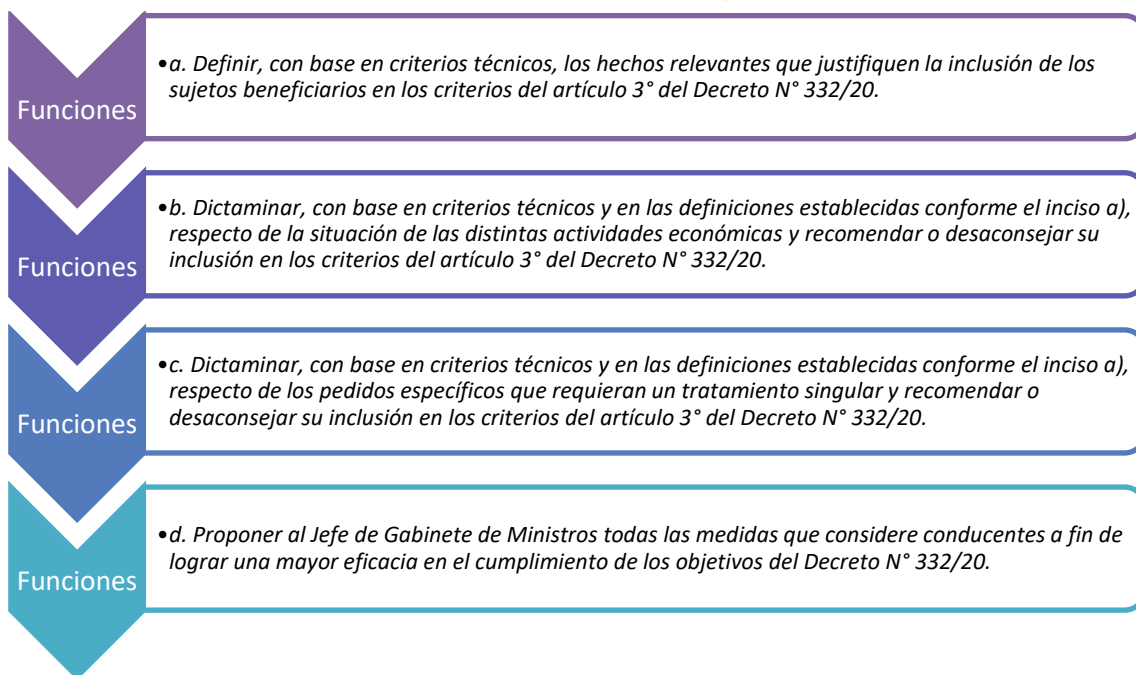 Funciones
•a. Definir, con base en criterios técnicos, los hechos relevantes que justifiquen la inclusión de los
sujetos beneficiarios en los criterios del artículo 3° del Decreto N° 332/20.
Funciones
•b. Dictaminar, con base en criterios técnicos y en las definiciones establecidas conforme el inciso a),
respecto de la situación de las distintas actividades económicas y recomendar o desaconsejar su
inclusión en los criterios del artículo 3° del Decreto N° 332/20.
Funciones
•c. Dictaminar, con base en criterios técnicos y en las definiciones establecidas conforme el inciso a),
respecto de los pedidos específicos que requieran un tratamiento singular y recomendar o
desaconsejar su inclusión en los criterios del artículo 3° del Decreto N° 332/20.
Funciones
•d. Proponer al Jefe de Gabinete de Ministros todas las medidas que considere conducentes a fin de
lograr una mayor eficacia en el cumplimiento de los objetivos del Decreto N° 332/20.